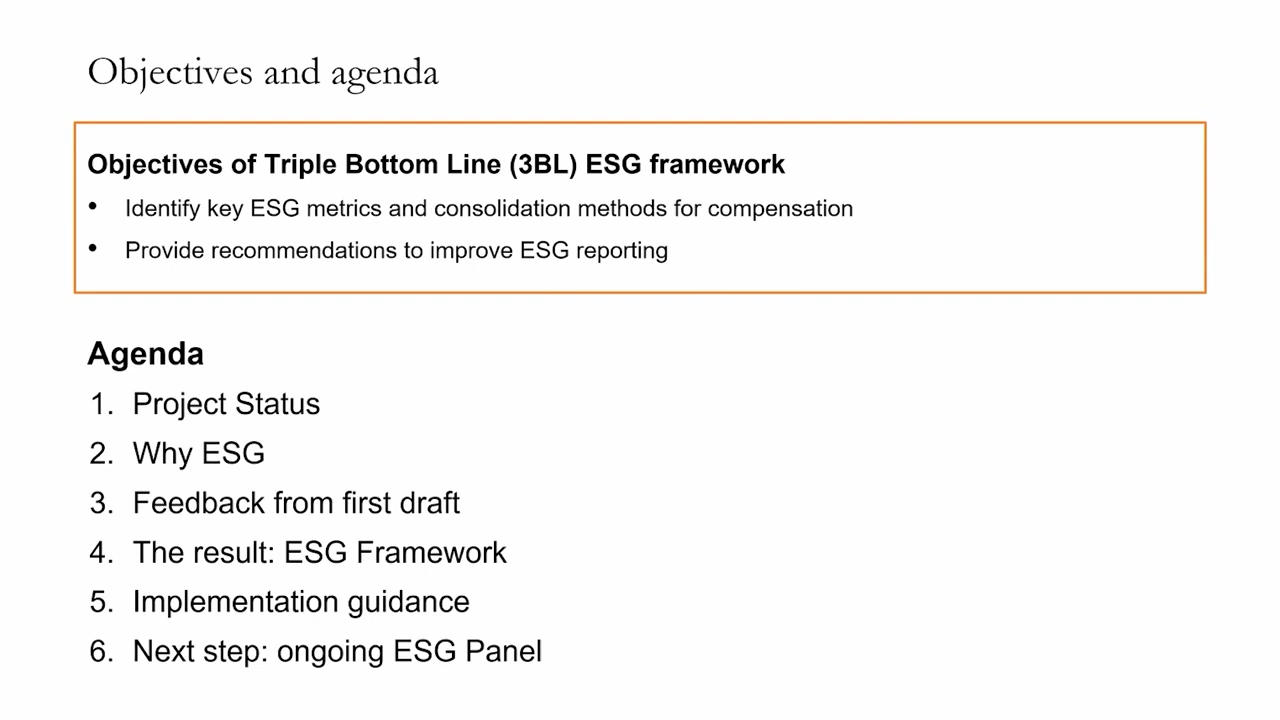 Objectives and agenda
Objectives of Triple Bottom Line (3BL) ESG framework
• Identify key ESG metrics and consolidation methods for compensation
• Provide recommendations to improve ESG reporting
Agenda
1. Project Status
2. Why ESG
3. Feedback from first draft
4. The result: ESG Framework
5. Implementation guidance
6. Next step: ongoing ESG Panel